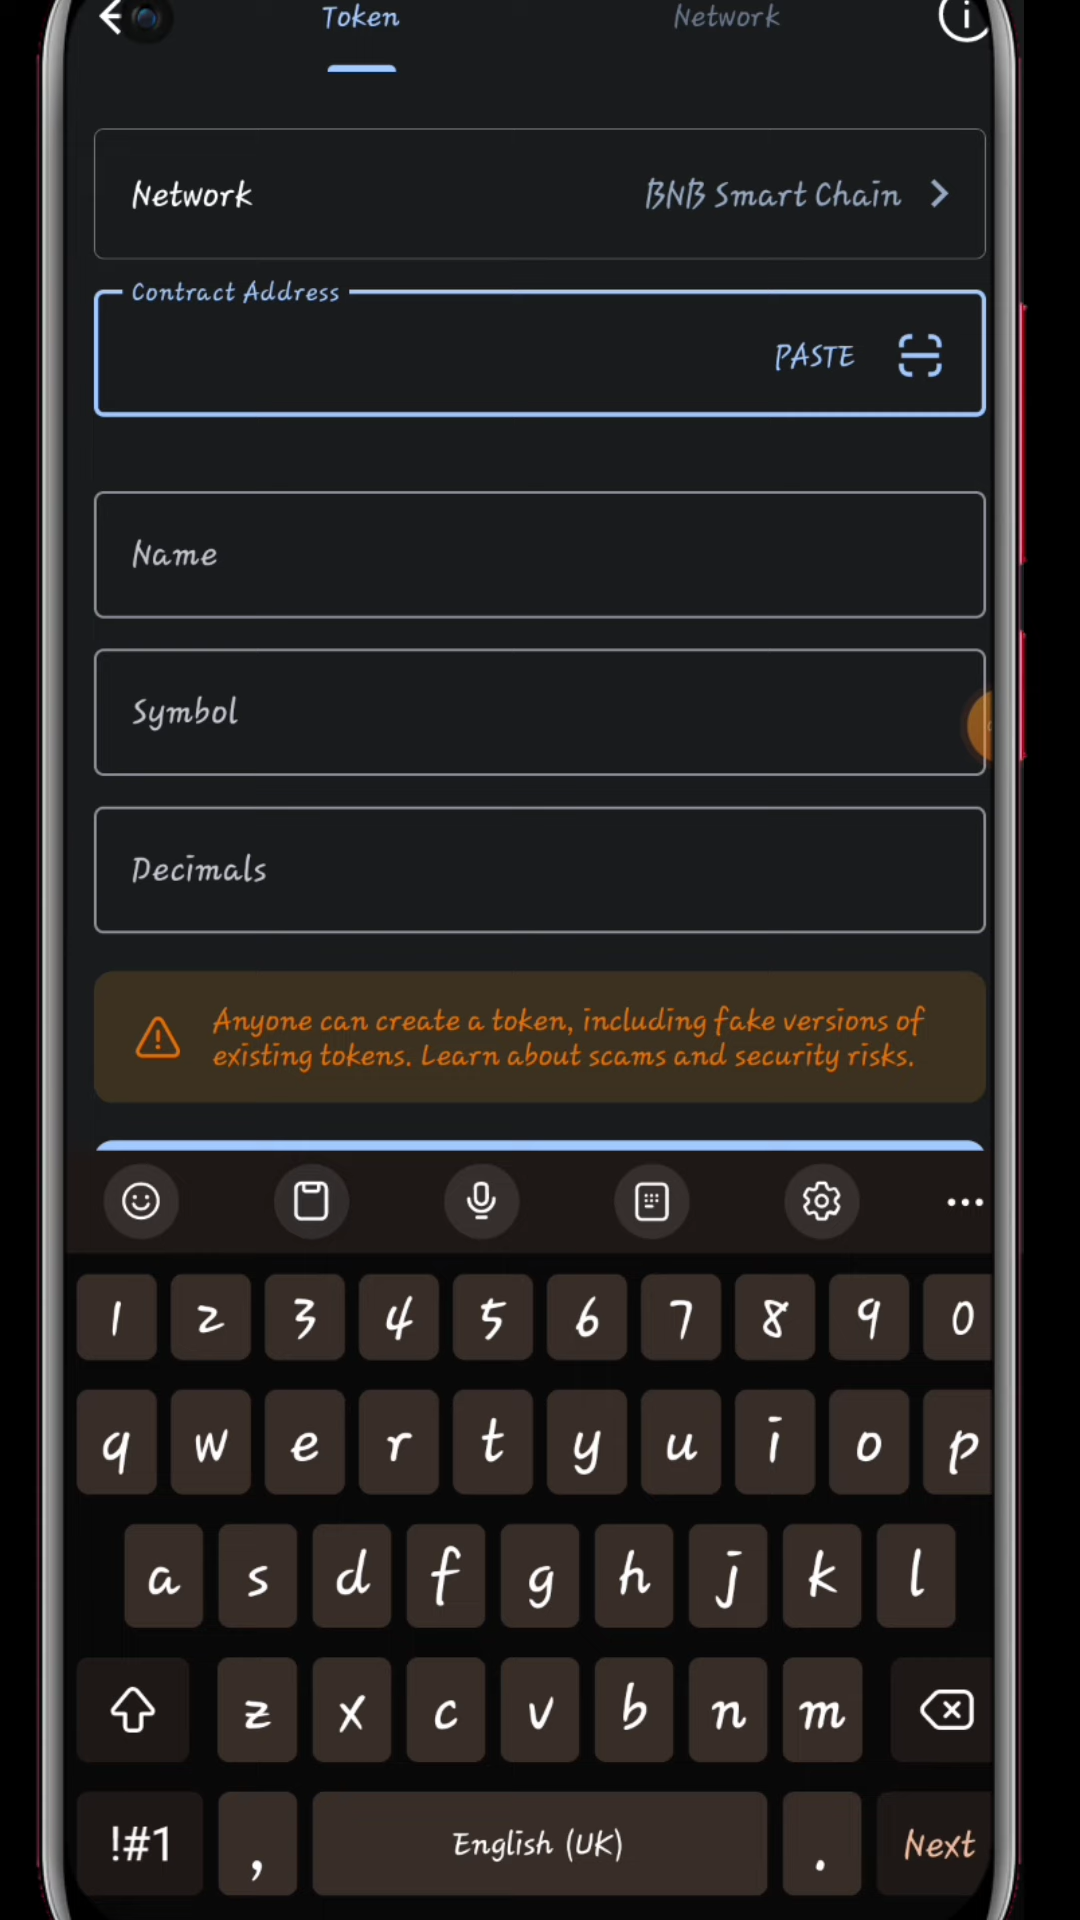 Token
Network
Network
BNB Smart Chain
Contract Address
PASTE
Name
Symbol
Decimals
Anyone can create a token, including fake versions of
existing tokens. Learn about scams and security risks.
1 2 3 4 5 6 7 8 9 0
q w e r t y u i o p
a s d f g h j k l
z x c v b n m
!#1 , English (UK) . Next